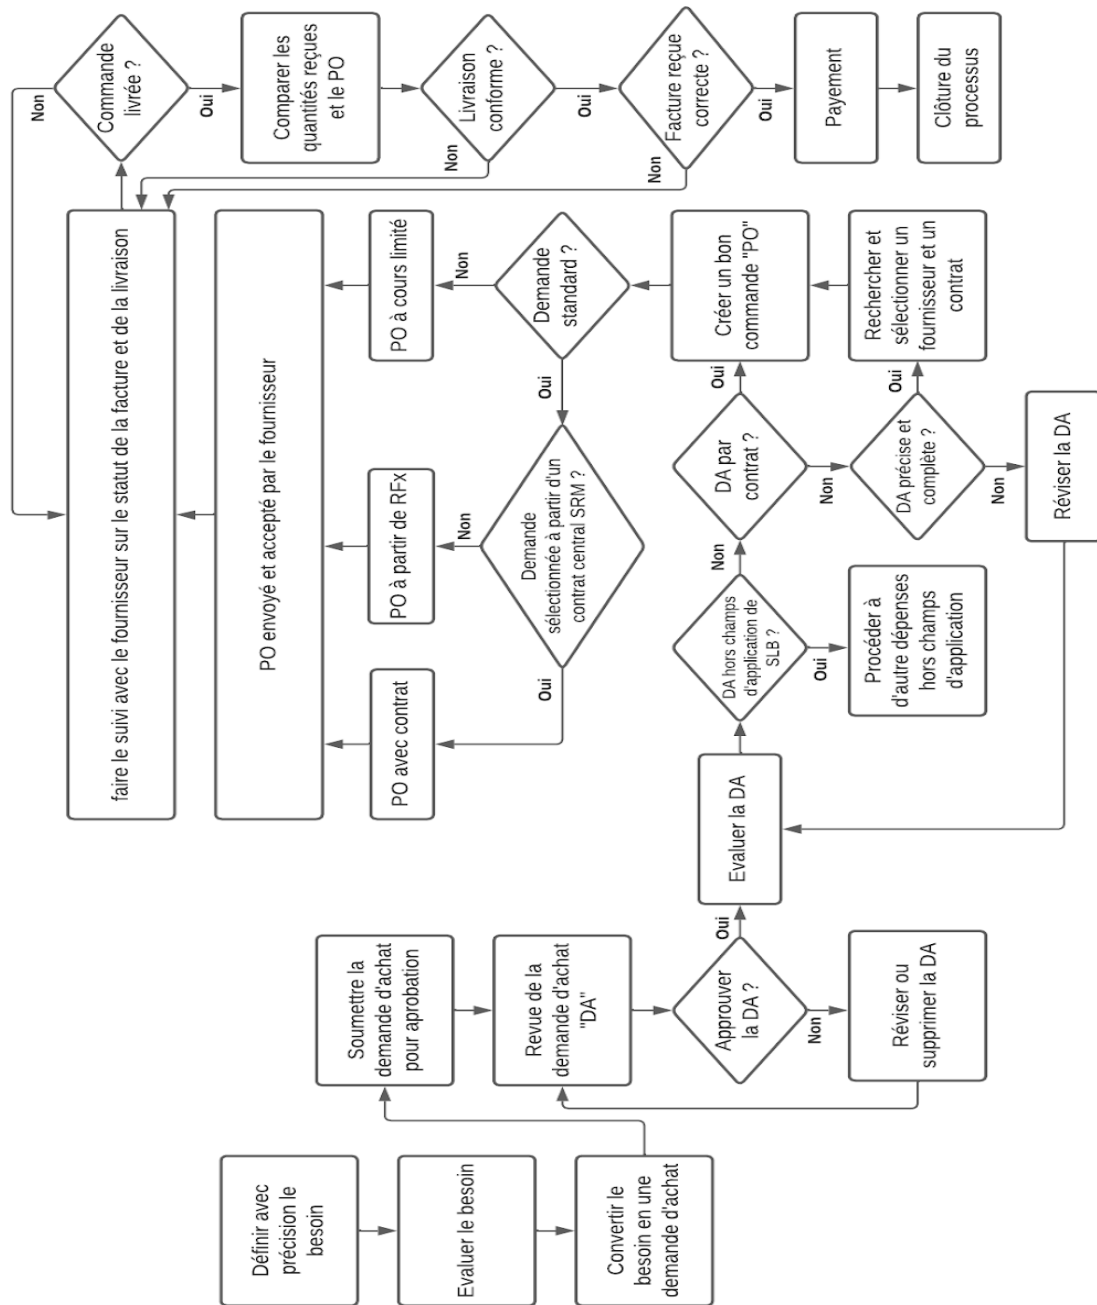 Définir avec
précision le
besoin
Evaluer le besoin
Convertir le
besoin en une
demande d'achat
Soumettre la
demande d'achat
pour aprobation
Revue de la
demande d'achat
"DA"
Approuver
la DA ?
Oui
Non
Réviser ou
supprimer la DA
Evaluer la DA
DA hors champs
d'application de
SLB ?
Non
Oui
Procéder à
d'autre dépenses
hors champs
d'application
DA par
contrat ?
Oui
Non
DA précise et
complète ?
Oui
Non
Réviser la DA
Rechercher et
sélectionner un
fournisseur et un
contrat
Créer un bon
commande "PO"
Demande
standard ?
Non
Oui
PO à cours limité
Demande
sélectionnée à partir d'un
contrat central SRM ?
Non
Oui
PO à partir de RFx
PO avec contrat
PO envoyé et accepté par le fournisseur
faire le suivi avec le fournisseur sur le statut de la facture et de la livraison
Commande
livrée ?
Non
Oui
Comparer les
quantités reçues
et le PO
Livraison
conforme ?
Non
Oui
Facture reçue
correcte ?
Non
Oui
Payement
Clôture du
processus